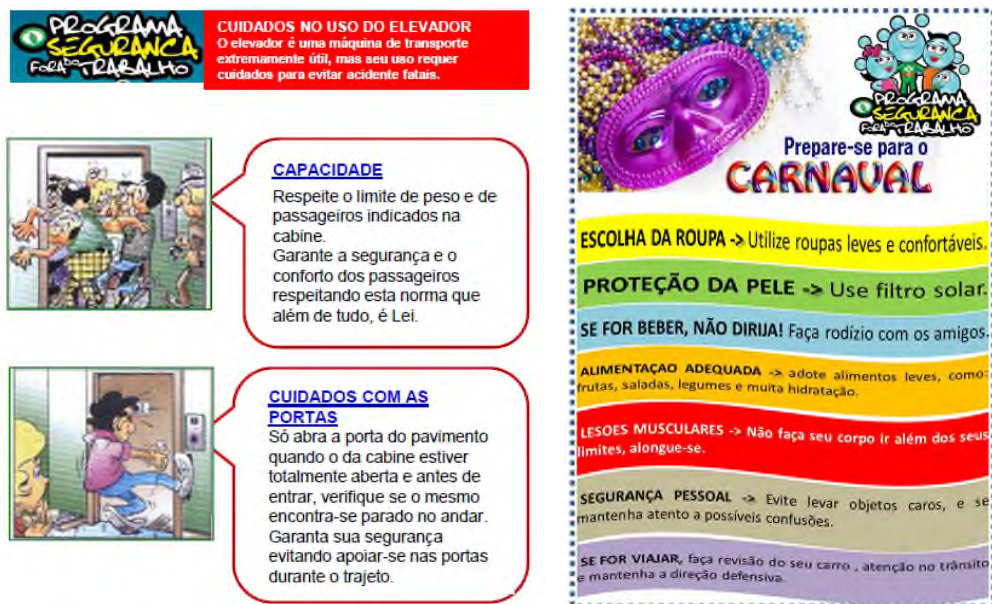 PROGRAMA
SEGURANÇA
FORA DO TRABALHO
CUIDADOS NO USO DO ELEVADOR
O elevador é uma máquina de transporte
extremamente útil, mas seu uso requer
cuidados para evitar acidente fatais.
CAPACIDADE
Respeite o limite de peso e de
passageiros indicados na
cabine.
Garante a segurança e o
conforto dos passageiros
respeitando esta norma que
além de tudo, é Lei.
CUIDADOS COM AS
PORTAS
Só abra a porta do pavimento
quando o da cabine estiver
totalmente aberta e antes de
entrar, verifique se o mesmo
encontra-se parado no andar.
Garanta sua segurança
evitando apoiar-se nas portas
durante o trajeto.
PROGRAMA
SEGURANÇA
FORA DO TRABALHO
Prepare-se para o
CARNAVAL
ESCOLHA DA ROUPA -> Utilize roupas leves e confortáveis.
PROTEÇÃO DA PELE -> Use filtro solar.
SE FOR BEBER, NÃO DIRIJA! Faça rodízio com os amigos.
ALIMENTAÇAO ADEQUADA -> adote alimentos leves, como:
frutas, saladas, legumes e muita hidratação.
LESOES MUSCULARES -> Não faça seu corpo ir além dos seus
limites, alongue-se.
SEGURANÇA PESSOAL -> Evite levar objetos caros, e se
mantenha atento a possíveis confusões.
SE FOR VIAJAR, faça revisão do seu carro , atenção no trânsito
e mantenha a direção defensiva.